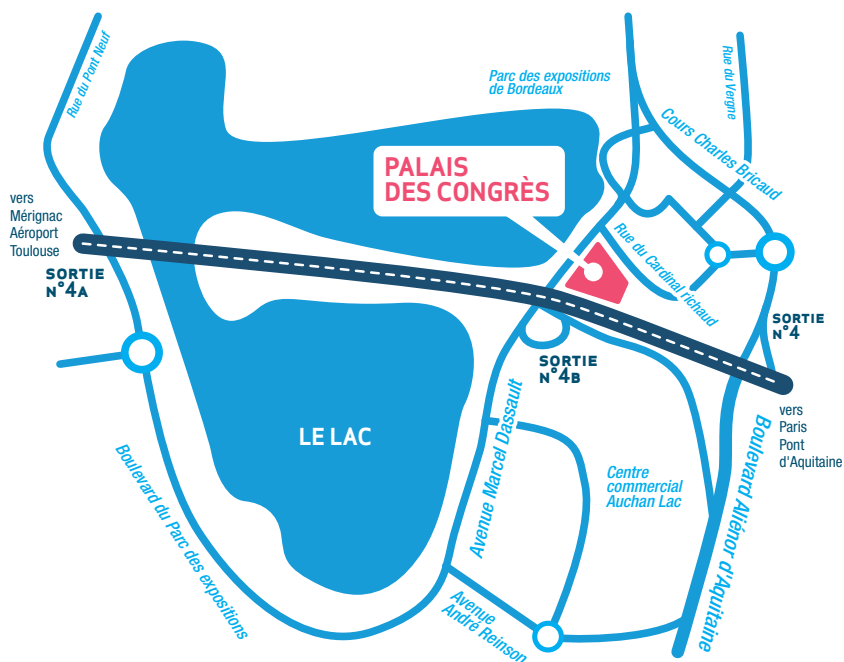 Rue du Pont Neuf
Parc des expositions
de Bordeaux
Rue du Vergne
Cours Charles Bricaud
PALAIS
DES CONGRÈS
vers
Mérignac
Aéroport
Toulouse
SORTIE
N°4A
Rue du Cardinal richaud
SORTIE
N°4
SORTIE
N°4B
vers
Paris
Pont
d'Aquitaine
LE LAC
Avenue Marcel Dassault
Centre
commercial
Auchan Lac
Boulevard Aliénor d'Aquitaine
Boulevard du Parc des expositions
Avenue
André Reinson